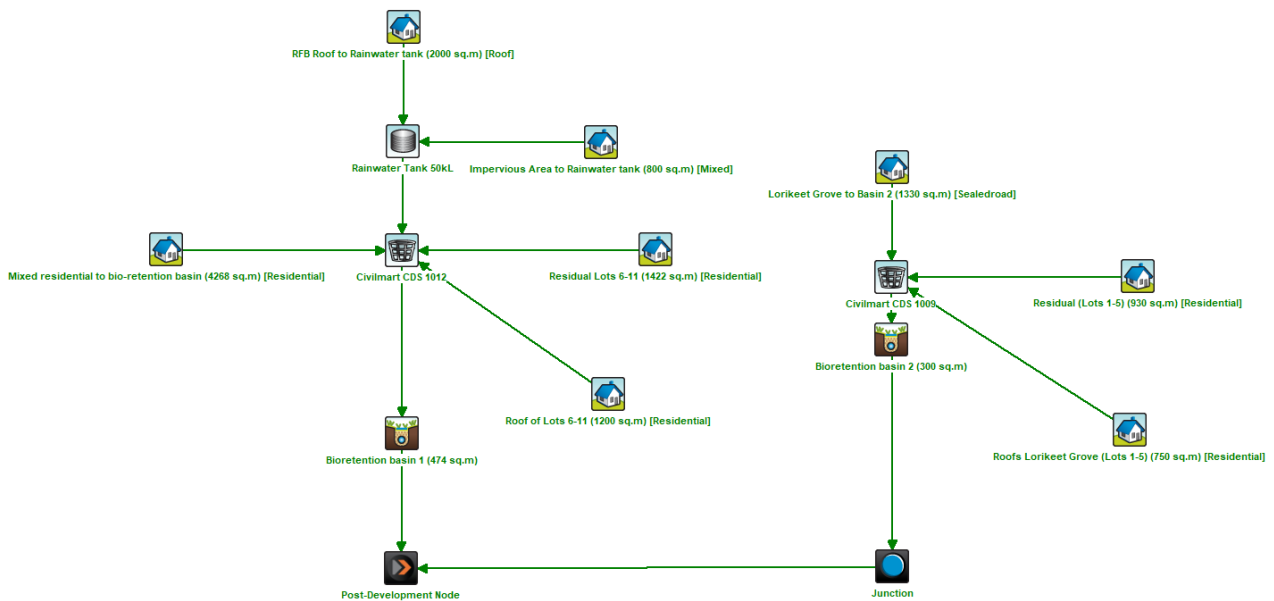 RFB Roof to Rainwater tank (2000 sq.m) [Roof]
Rainwater Tank 50kL
Impervious Area to Rainwater tank (800 sq.m) [Mixed]
Lorikeet Grove to Basin 2 (1330 sq.m) [Sealedroad]
Mixed residential to bio-retention basin (4268 sq.m) [Residential]
Civilmart CDS 1012
Residual Lots 6-11 (1422 sq.m) [Residential]
Civilmart CDS 1009
Residual (Lots 1-5) (930 sq.m) [Residential]
Bioretention basin 2 (300 sq.m)
Roof of Lots 6-11 (1200 sq.m) [Residential]
Bioretention basin 1 (474 sq.m)
Roofs Lorikeet Grove (Lots 1-5) (750 sq.m) [Residential]
Post-Development Node
Junction